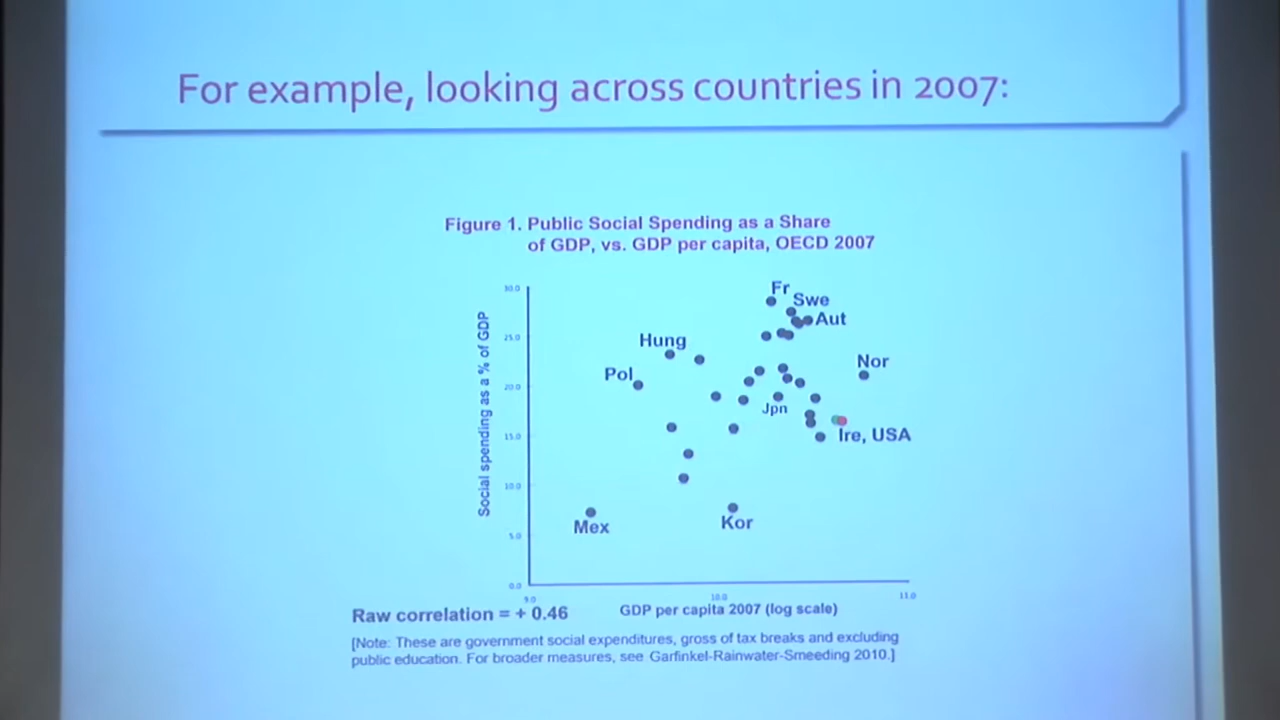 For example, looking across countries in 2007:
Figure 1. Public Social Spending as a Share
of GDP, vs. GDP per capita, OECD 2007
Social spending as a % of GDP
30.0
25.0
20.0
15.0
10.0
5.0
0.0
Fr
Swe
Aut
Hung
Nor
Pol
Jpn
Ire, USA
Mex
Kor
9.0
10.0
11.0
GDP per capita 2007 (log scale)
Raw correlation = + 0.46
[Note: These are government social expenditures, gross of tax breaks and excluding
public education. For broader measures, see Garfinkel-Rainwater-Smeeding 2010.]